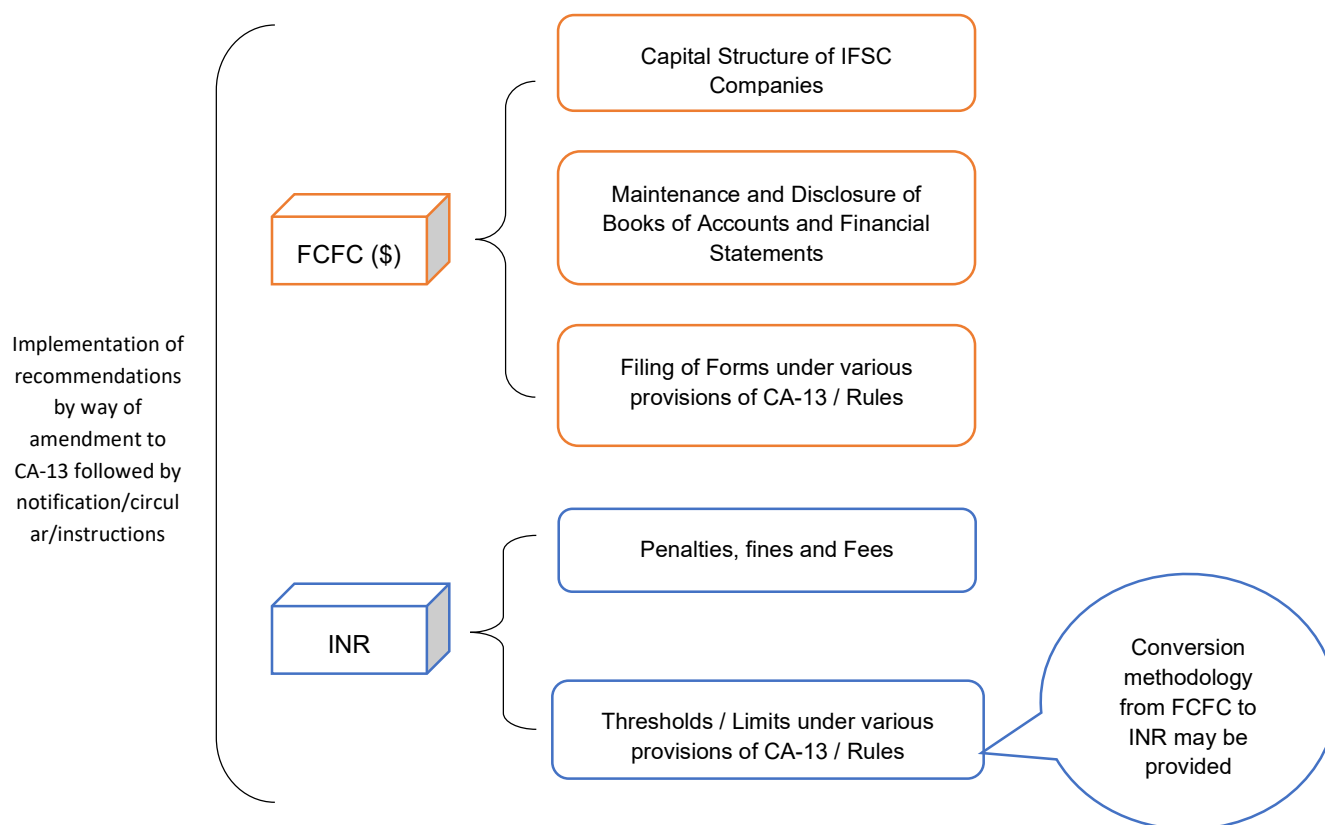 Implementation of
recommendations
by way of
amendment to
CA-13 followed by
notification/circul
ar/instructions
FCFC ($)
Capital Structure of IFSC
Companies
Maintenance and Disclosure of
Books of Accounts and Financial
Statements
Filing of Forms under various
provisions of CA-13 / Rules
INR
Penalties, fines and Fees
Thresholds / Limits under various
provisions of CA-13 / Rules
Conversion
methodology
from FCFC to
INR may be
provided